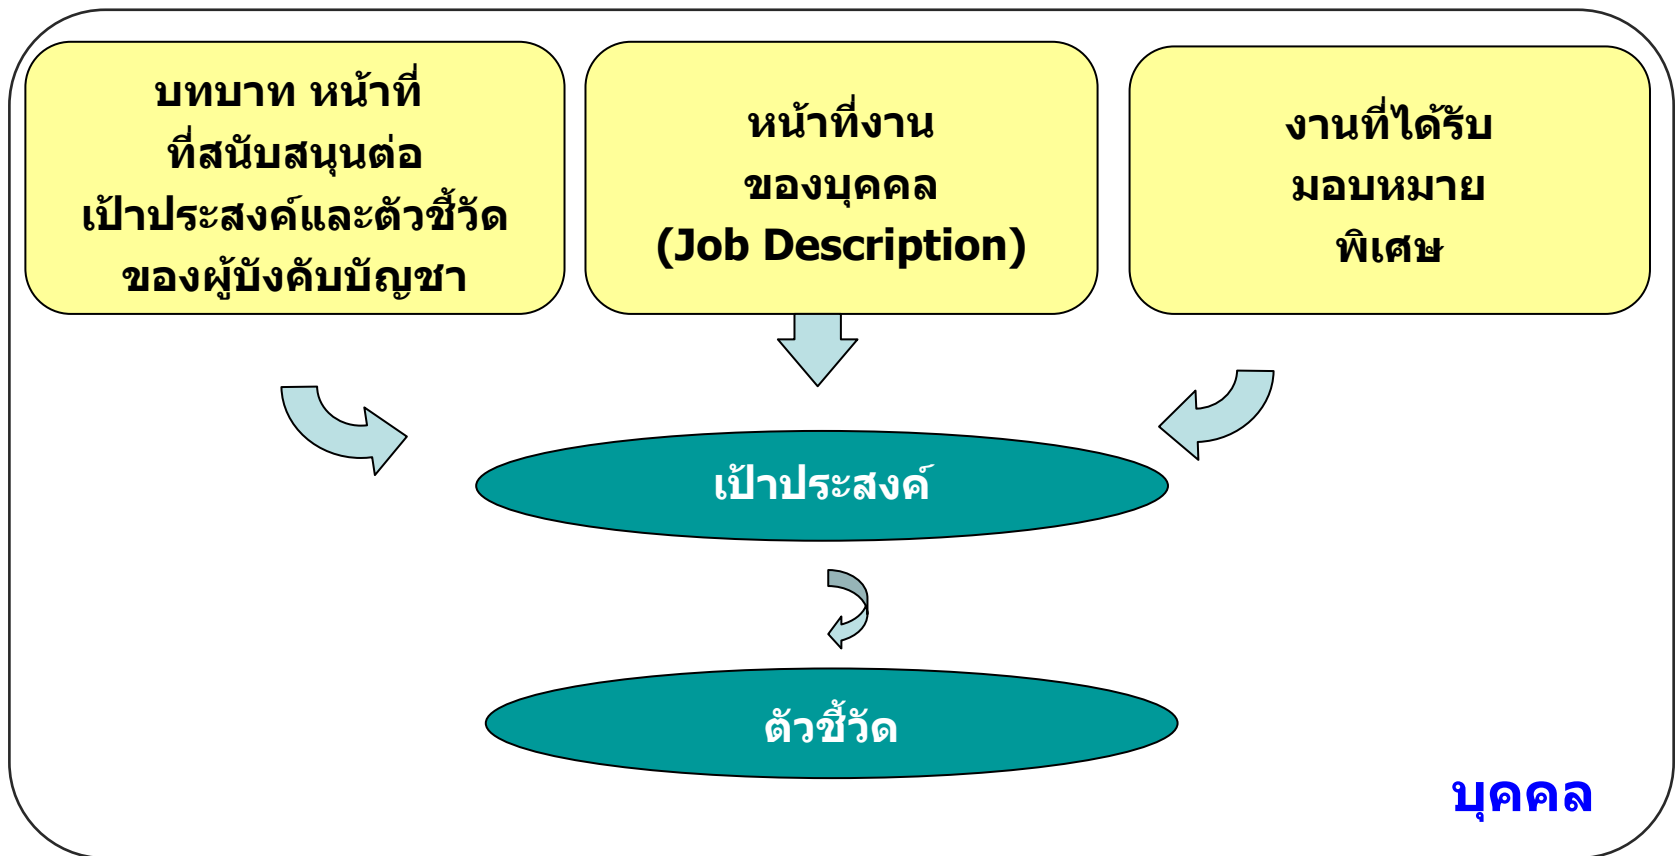 บทบาท หน้าที่
ที่สนับสนุนต่อ
เป้าประสงค์และตัวชี้วัด
ของผู้บังคับบัญชา
หน้าที่งาน
ของบุคคล
(Job Description)
งานที่ได้รับ
มอบหมาย
พิเศษ
เป้าประสงค์
ตัวชี้วัด
บุคคล